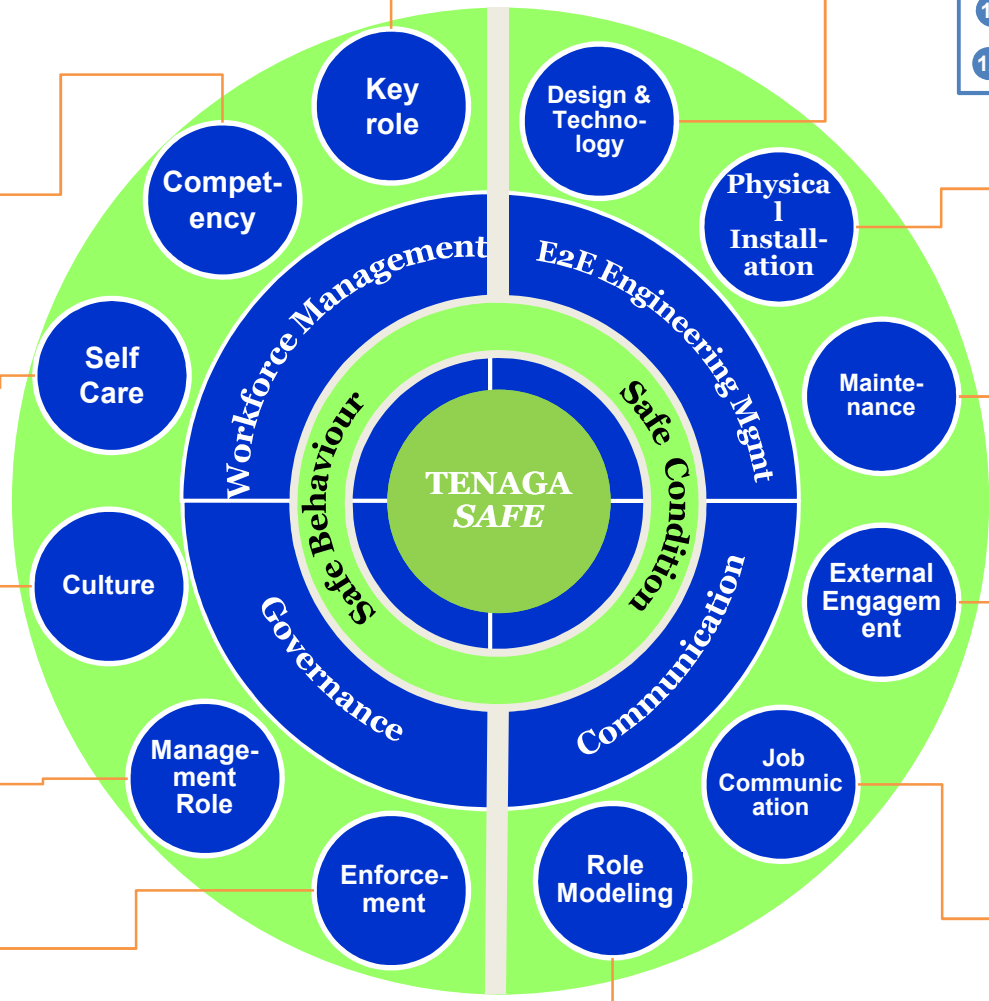 Key
role
Design &
Techno-
logy
Compet-
ency
Physica
l
Install-
ation
Workforce Management
E2E Engineering Mgmt
Self
Care
Mainte-
nance
Safe Behaviour
Safe Condition
TENAGA
SAFE
Culture
External
Engagem
ent
Governance
Communication
Manage-
ment
Role
Job
Communic
ation
Enforce-
ment
Role
Modeling